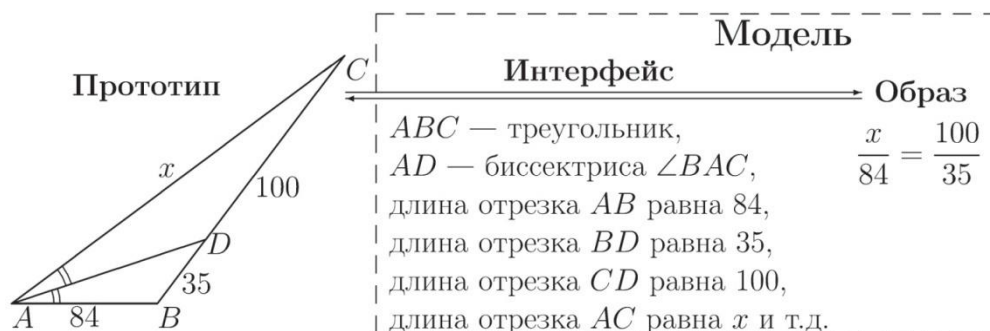 Модель
Прототип
Интерфейс
Образ
C
x
100
D
35
A
84
B
ABC — треугольник,
AD — биссектриса ∠BAC,
длина отрезка AB равна 84,
длина отрезка BD равна 35,
длина отрезка CD равна 100,
длина отрезка AC равна x и т.д.
x/84 = 100/35